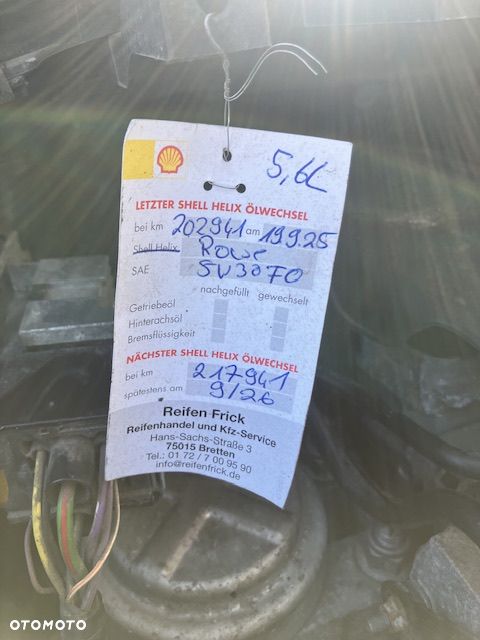 5,6L
LETZTER SHELL HELIX ÖLWECHSEL
bei km 202941 am 19.9.25
Shell Helix Rowe
SAE 5W30 FO
nachgefüllt gewechselt
Getriebeöl
Hinterachsöl
Bremsflüssigkeit
NÄCHSTER SHELL HELIX ÖLWECHSEL
bei km 217941
spätestens am 9/26
Reifen Frick
Reifenhandel und Kfz-Service
Hans-Sachs-Straße 3
75015 Bretten
Tel.: 01 72 / 7 00 95 90
info@reifenfrick.de
OTOMOTO